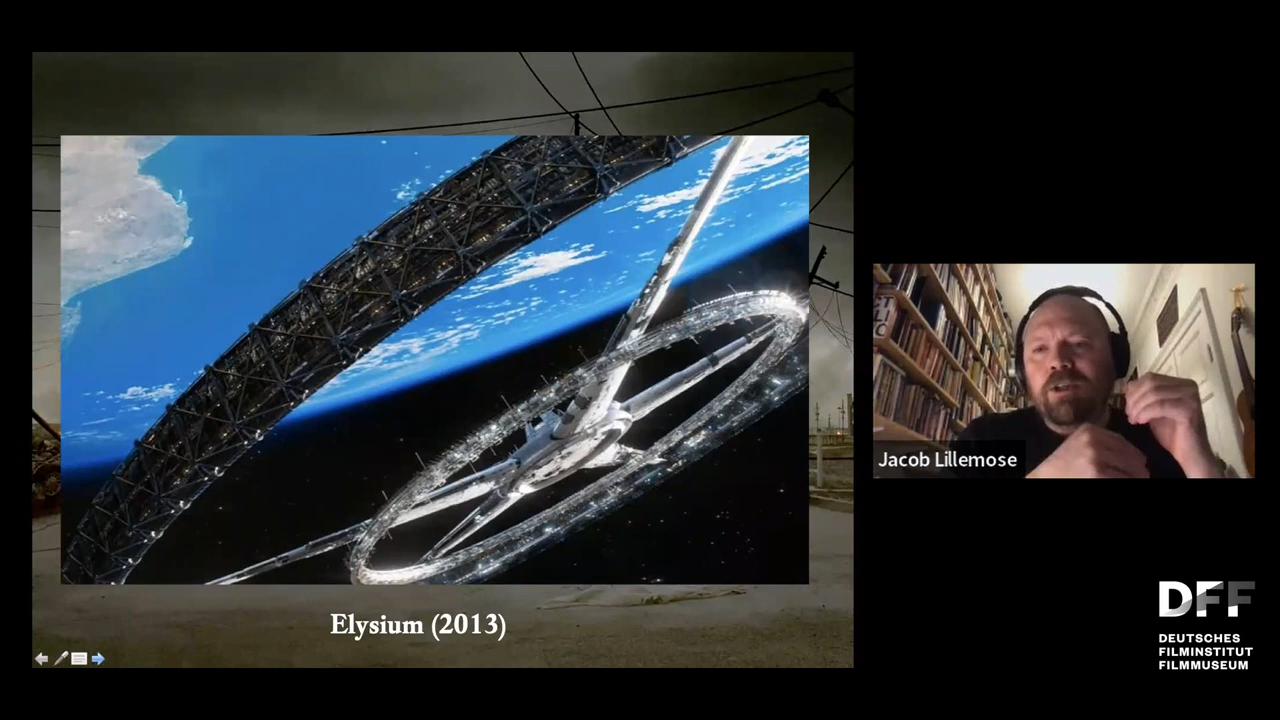 Elysium (2013)
Jacob Lillemose
DFF
DEUTSCHES
FILMINSTITUT
FILMMUSEUM